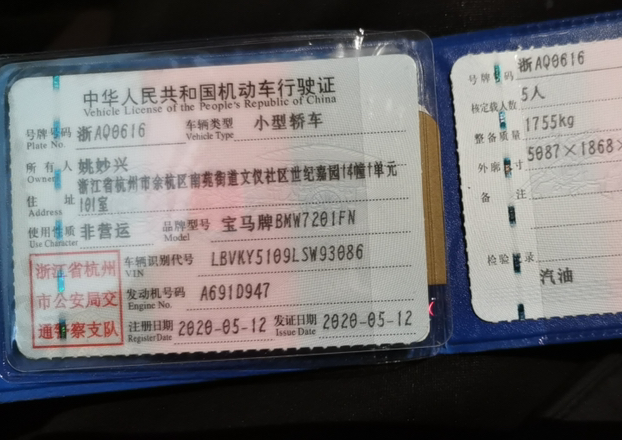 中华人民共和国机动车行驶证
Vehicle License of the People's Republic of China
号牌号码 浙AQ0616 车辆类型 小型轿车
Plate No. Vehicle Type
所有人 姚妙兴
Owner
浙江省杭州市余杭区南苑街道文仪社区世纪嘉园14幢1单元
住址 101室
Address
使用性质 非营运 品牌型号 宝马牌BMW7201FN
Use Character Model
浙江省杭州
市公安局交
通警察支队
车辆识别代号 LBVKY5109LSW93086
VIN
发动机号码 A691D947
Engine No.
注册日期 2020-05-12 发证日期 2020-05-12
Register Date Issue Date
号牌号码 浙AQ0616
核定载人数 5人
整备质量 1755kg
外廓尺寸 5087×1868×
备注
检验记录
汽油